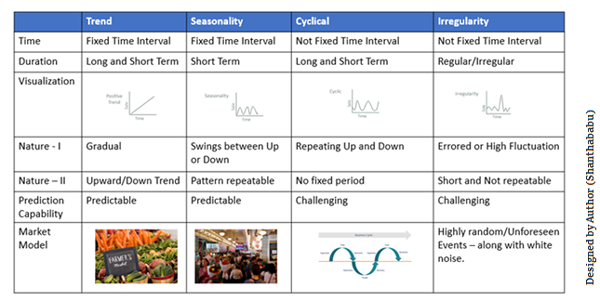 Trend Seasonality Cyclical Irregularity
Time Fixed Time Interval Fixed Time Interval Not Fixed Time Interval Not Fixed Time Interval
Duration Long and Short Term Short Term Long and Short Term Regular/Irregular
Visualization
Positive Trend
Time
Seasonality
Time
Cyclic
Time
Irregularity
Time
Nature - I Gradual Swings between Up Repeating Up and Down Errored or High Fluctuation
or Down
Nature – II Upward/Down Trend Pattern repeatable No fixed period Short and Not repeatable
Prediction Predictable Predictable Challenging Challenging
Capability
Market Highly random/Unforeseen
Model Events – along with white
noise.
FARMER'S
Market
Designed by Author (Shanthababu)